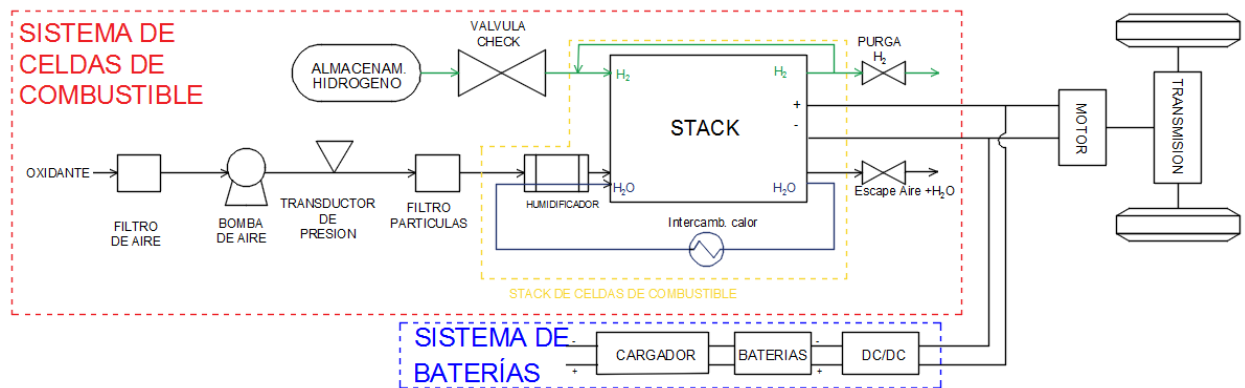 SISTEMA DE
CELDAS DE
COMBUSTIBLE
VALVULA
CHECK
ALMACENAM.
HIDROGENO
H2
H2
PURGA
H2
STACK
+
-
OXIDANTE
FILTRO
DE AIRE
BOMBA
DE AIRE
TRANSDUCTOR
DE
PRESION
FILTRO
PARTICULAS
HUMIDIFICADOR
H2O
H2O
Escape Aire +H2O
Intercamb. calor
STACK DE CELDAS DE COMBUSTIBLE
MOTOR
TRANSMISION
SISTEMA DE
BATERÍAS
-
+
CARGADOR
BATERIAS
-
+
DC/DC